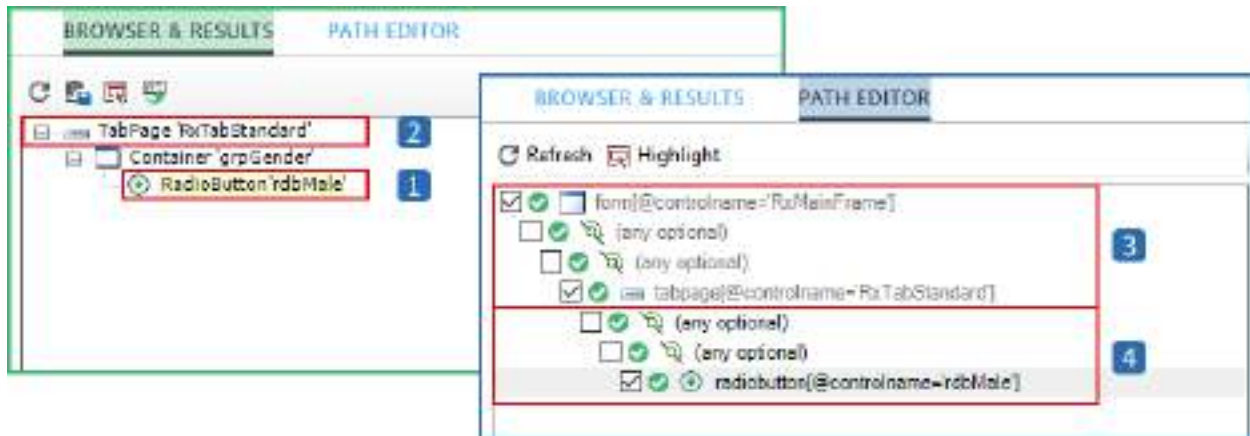 BROWSER & RESULTS PATH EDITOR
TabPage 'RxTabStandard' 2
Container 'grpGender'
RadioButton 'rdbMale' 1
BROWSER & RESULTS PATH EDITOR
Refresh Highlight
form[@controlname='RxMainFrame']
(any optional)
(any optional)
3
tabpage[@controlname='RxTabStandard']
(any optional)
(any optional)
4
radiobutton[@controlname='rdbMale']